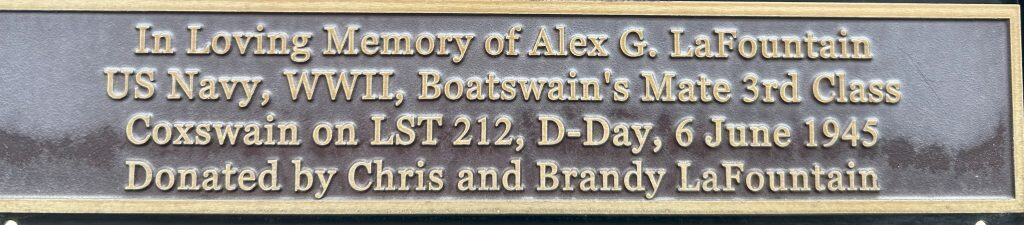 In Loving Memory of Alex G. LaFountain
US Navy, WWII, Boatswain's Mate 3rd Class
Coxswain on LST 212, D-Day, 6 June 1945
Donated by Chris and Brandy LaFountain